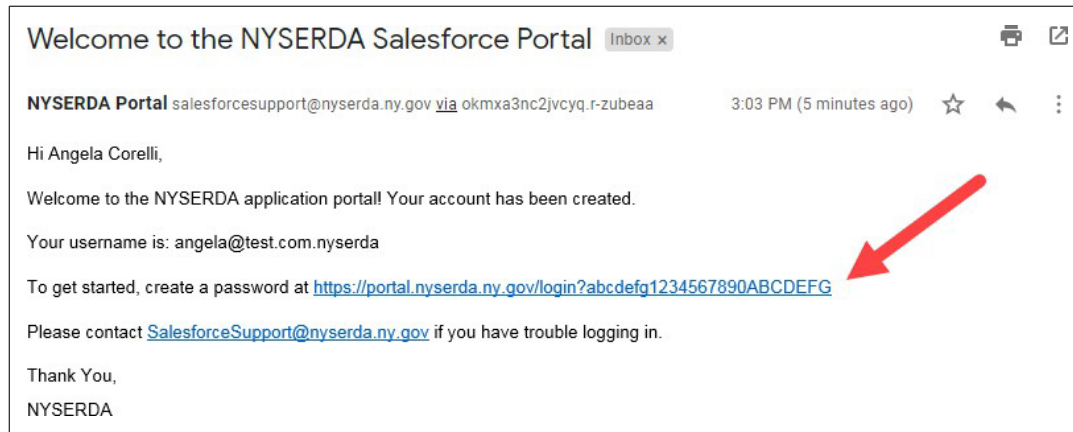 Welcome to the NYSERDA Salesforce Portal Inbox x
NYSERDA Portal salesforcesupport@nyserda.ny.gov via okmxa3nc2jvcyq.r-zubeaa 3:03 PM (5 minutes ago)
Hi Angela Corelli,
Welcome to the NYSERDA application portal! Your account has been created.
Your username is: angela@test.com.nyserda
To get started, create a password at https://portal.nyserda.ny.gov/login?abcdefg1234567890ABCDEFG
Please contact SalesforceSupport@nyserda.ny.gov if you have trouble logging in.
Thank You,
NYSERDA